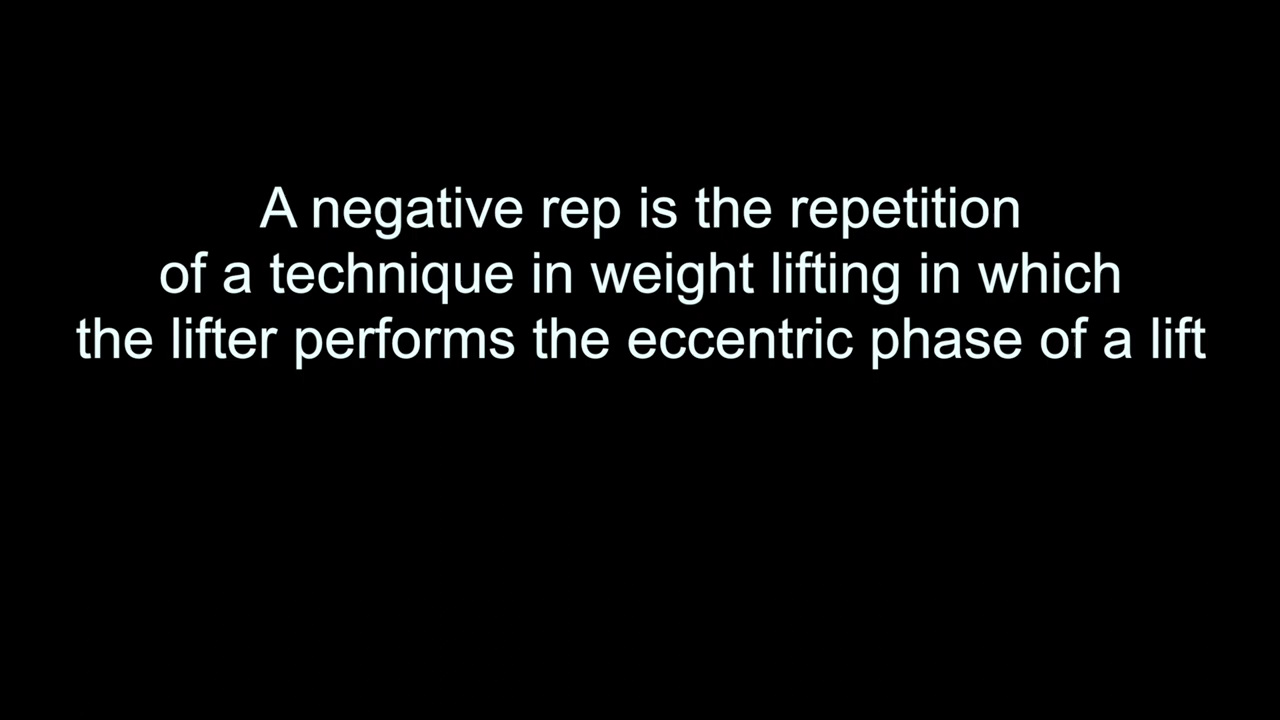 A negative rep is the repetition
of a technique in weight lifting in which
the lifter performs the eccentric phase of a lift